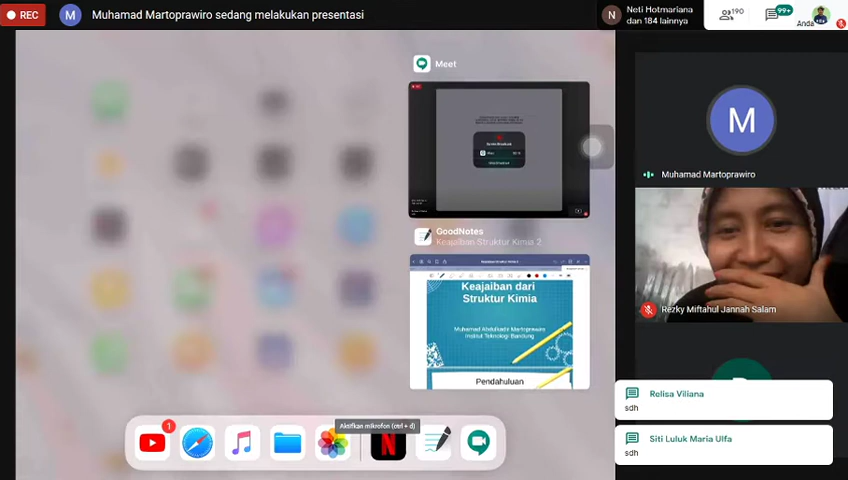 REC
M
Muhamad Martoprawiro sedang melakukan presentasi
N
Neti Hotmariana
dan 184 lainnya
190
99+
Anda
Meet
GoodNotes
Keajaiban Struktur Kimia 2
Keajaiban dari
Struktur Kimia
Muhamad Abdulkadir Martoprawiro
Institut Teknologi Bandung
Pendahuluan
M
Muhamad Martoprawiro
Rezky Miftahul Jannah Salam
Relisa Viliana
sdh
Siti Luluk Maria Ulfa
sdh
Aktifkan mikrofon (ctrl + d)
1
N